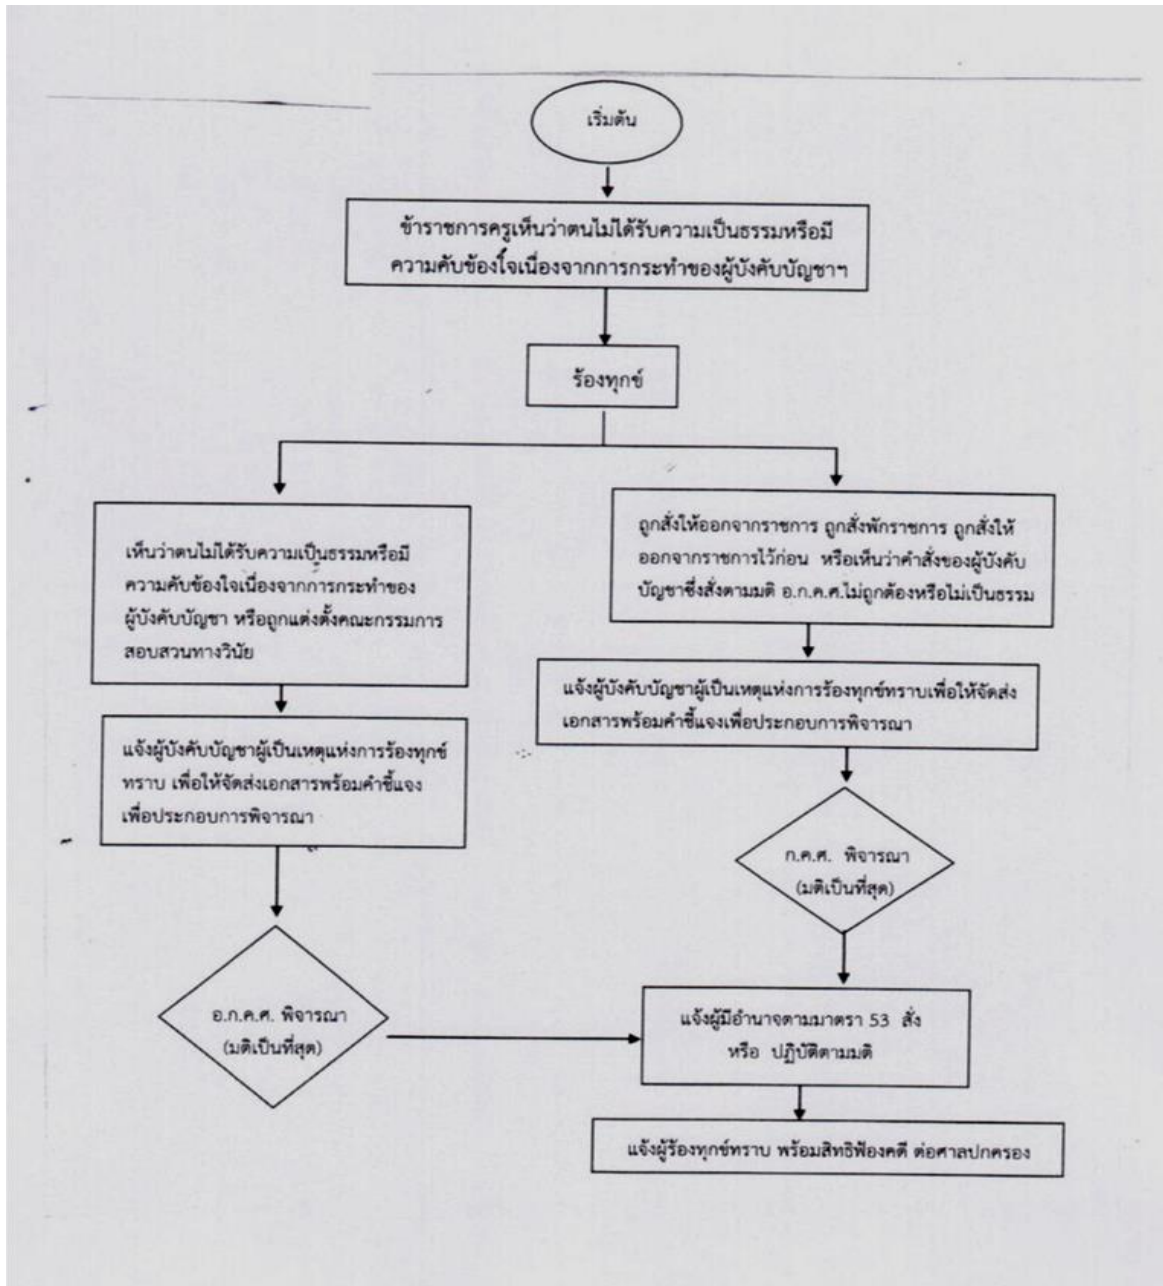 เริ่มต้น
ข้าราชการครูเห็นว่าตนไม่ได้รับความเป็นธรรมหรือมี
ความคับข้องใจเนื่องจากการกระทำของผู้บังคับบัญชาฯ
ร้องทุกข์
เห็นว่าตนไม่ได้รับความเป็นธรรมหรือมี
ความคับข้องใจเนื่องจากการกระทำของ
ผู้บังคับบัญชา หรือถูกแต่งตั้งคณะกรรมการ
สอบสวนทางวินัย
แจ้งผู้บังคับบัญชาผู้เป็นเหตุแห่งการร้องทุกข์
ทราบ เพื่อให้จัดส่งเอกสารพร้อมคำชี้แจง
เพื่อประกอบการพิจารณา
อ.ก.ค.ศ. พิจารณา
(มติเป็นที่สุด)
ถูกสั่งให้ออกจากราชการ ถูกสั่งพักราชการ ถูกสั่งให้
ออกจากราชการไว้ก่อน หรือเห็นว่าคำสั่งของผู้บังคับ
บัญชาซึ่งสั่งตามมติ อ.ก.ค.ศ.ไม่ถูกต้องหรือไม่เป็นธรรม
แจ้งผู้บังคับบัญชาผู้เป็นเหตุแห่งการร้องทุกข์ทราบเพื่อให้จัดส่ง
เอกสารพร้อมคำชี้แจงเพื่อประกอบการพิจารณา
ก.ค.ศ. พิจารณา
(มติเป็นที่สุด)
แจ้งผู้มีอำนาจตามมาตรา 53 สั่ง
หรือ ปฏิบัติตามมติ
แจ้งผู้ร้องทุกข์ทราบ พร้อมสิทธิฟ้องคดี ต่อศาลปกครอง